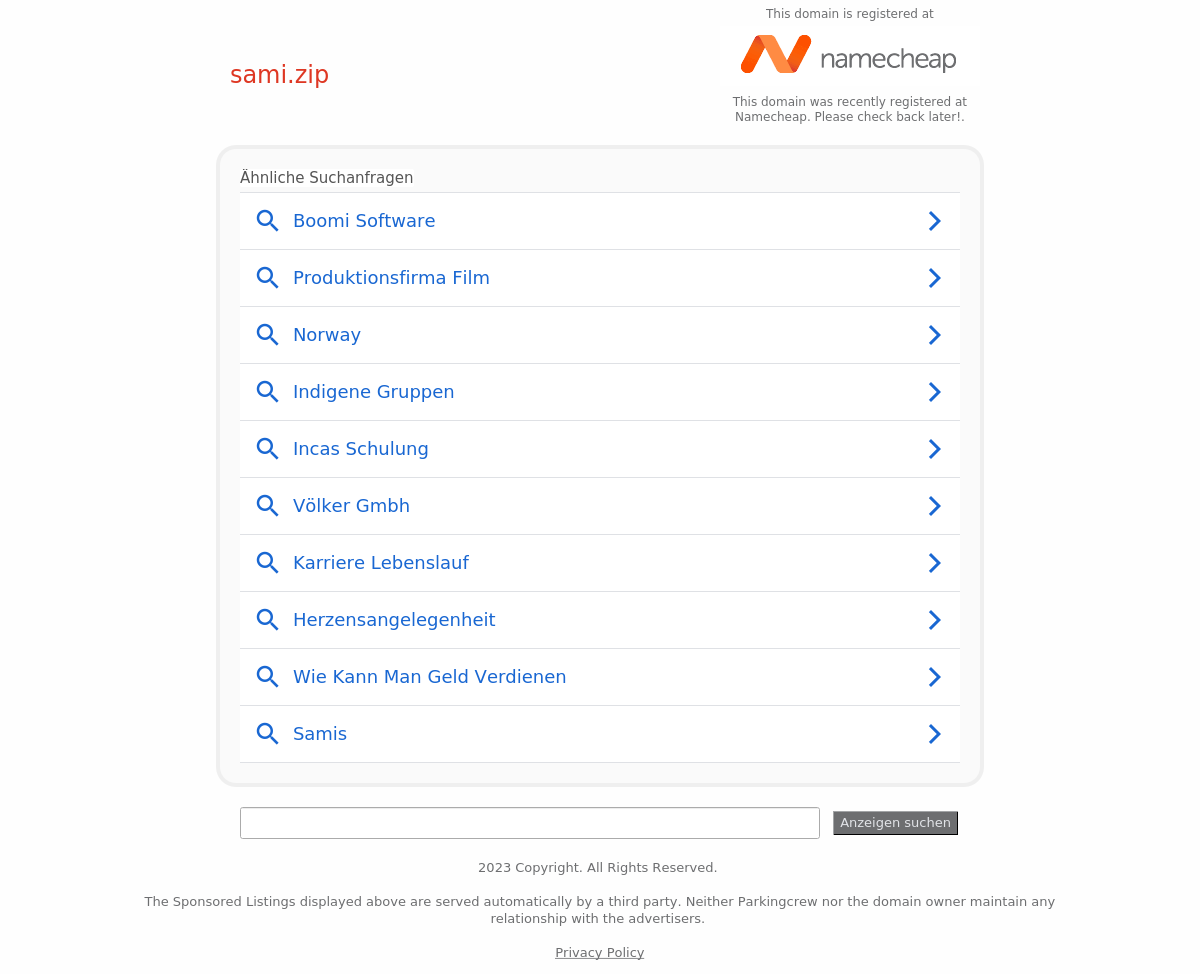 This domain is registered at
namecheap
sami.zip
This domain was recently registered at
Namecheap. Please check back later!.
Ähnliche Suchanfragen
Boomi Software
Produktionsfirma Film
Norway
Indigene Gruppen
Incas Schulung
Völker Gmbh
Karriere Lebenslauf
Herzensangelegenheit
Wie Kann Man Geld Verdienen
Samis
Anzeigen suchen
2023 Copyright. All Rights Reserved.
The Sponsored Listings displayed above are served automatically by a third party. Neither Parkingcrew nor the domain owner maintain any
relationship with the advertisers.
Privacy Policy